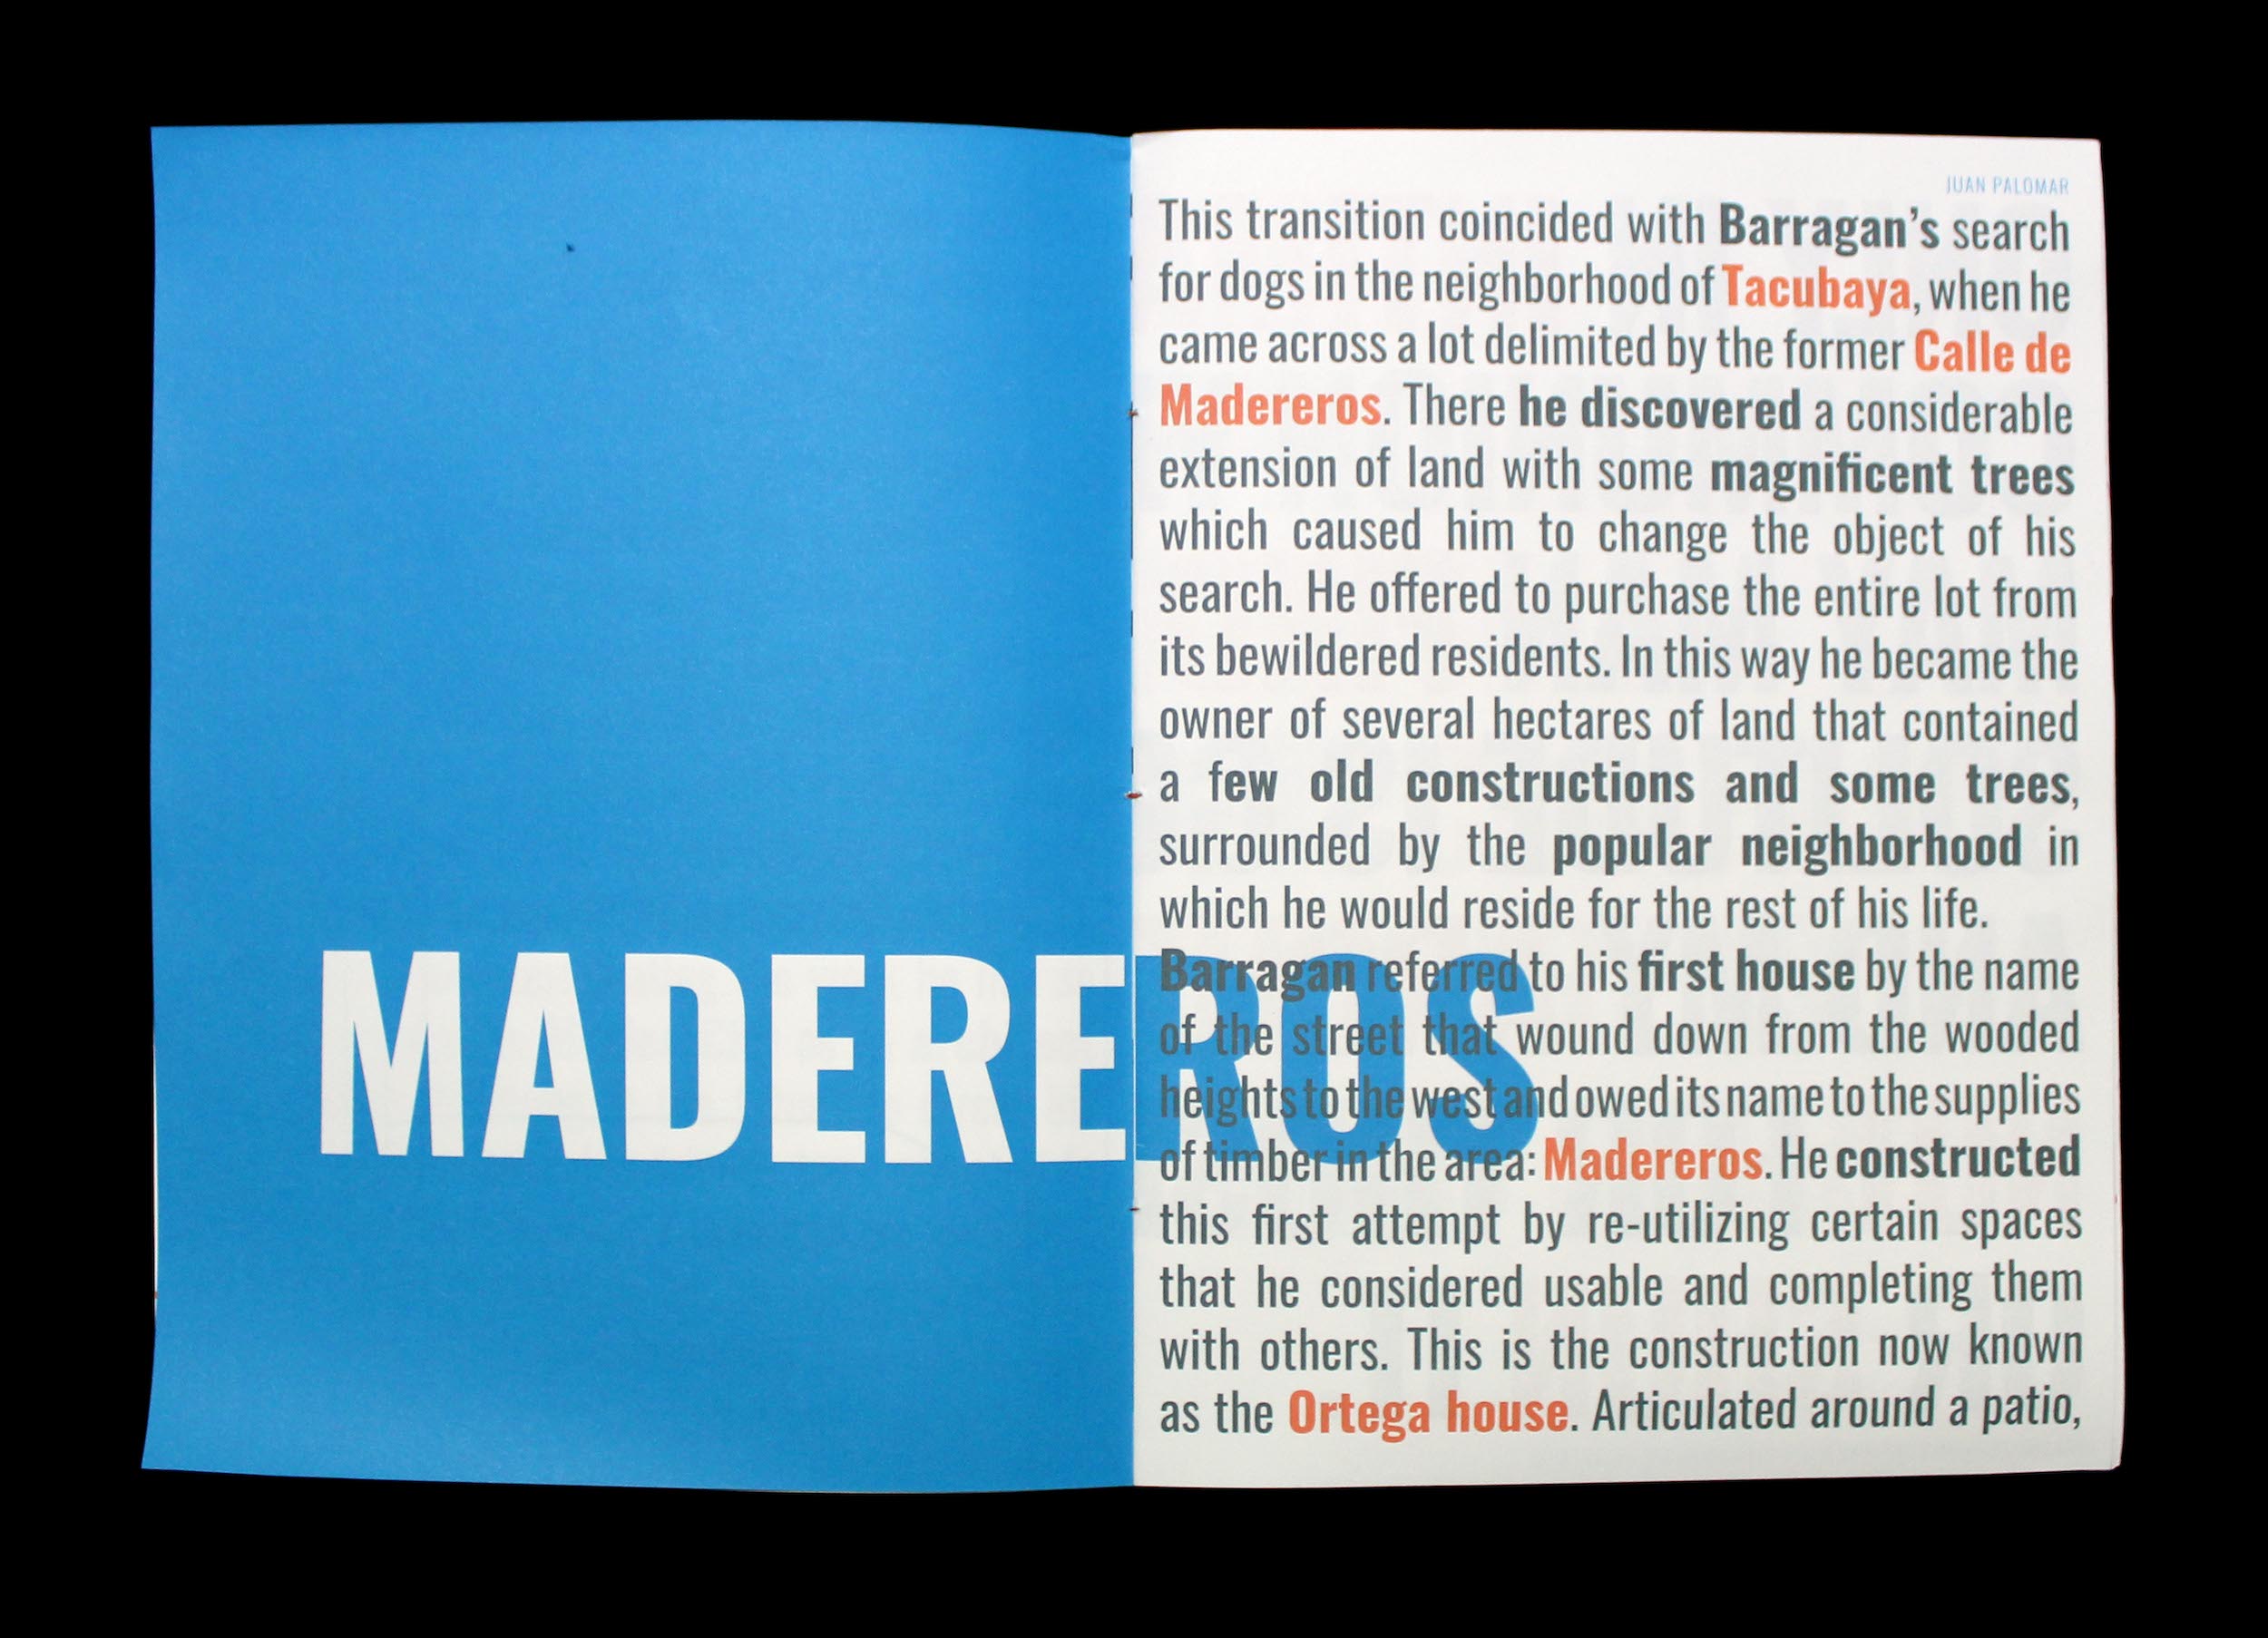 JUAN PALOMAR
This transition coincided with Barragan's search
for dogs in the neighborhood of Tacubaya, when he
came across a lot delimited by the former Calle de
Madereros. There he discovered a considerable
extension of land with some magnificent trees
which caused him to change the object of his
search. He offered to purchase the entire lot from
its bewildered residents. In this way he became the
owner of several hectares of land that contained
a few old constructions and some trees,
surrounded by the popular neighborhood in
which he would reside for the rest of his life.
Barragan referred to his first house by the name
of the street that wound down from the wooded
heights to the west and owed its name to the supplies
of timber in the area: Madereros. He constructed
this first attempt by re-utilizing certain spaces
that he considered usable and completing them
with others. This is the construction now known
as the Ortega house. Articulated around a patio,
MADEREROS